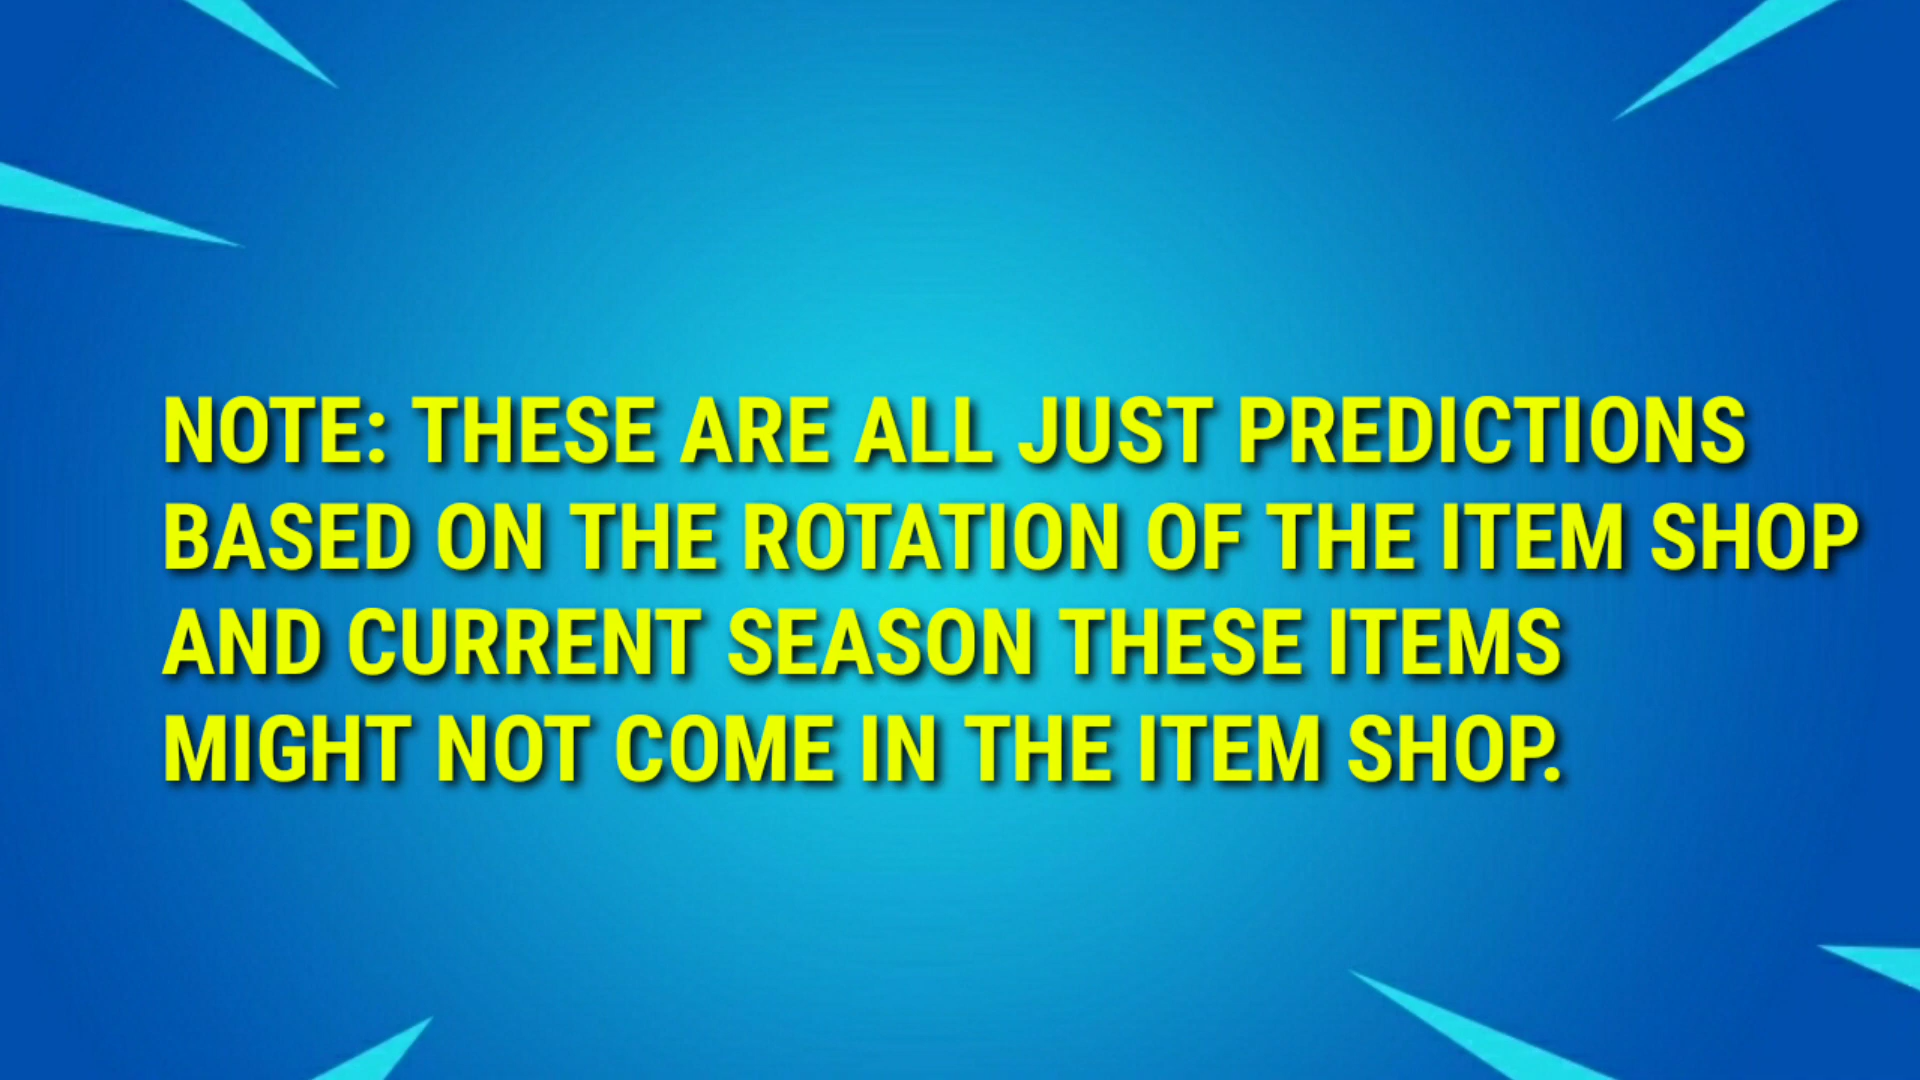 NOTE: THESE ARE ALL JUST PREDICTIONS
BASED ON THE ROTATION OF THE ITEM SHOP
AND CURRENT SEASON THESE ITEMS
MIGHT NOT COME IN THE ITEM SHOP.